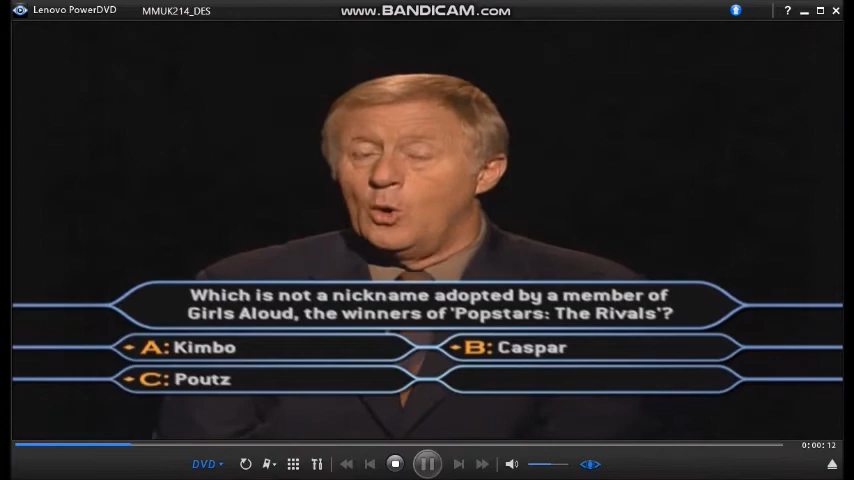 Lenovo PowerDVD
MMUK214_DES
www.BANDICAM.com
?
Which is not a nickname adopted by a member of
Girls Aloud, the winners of 'Popstars: The Rivals'?
A: Kimbo
B: Caspar
C: Poutz
0:00:12
DVD